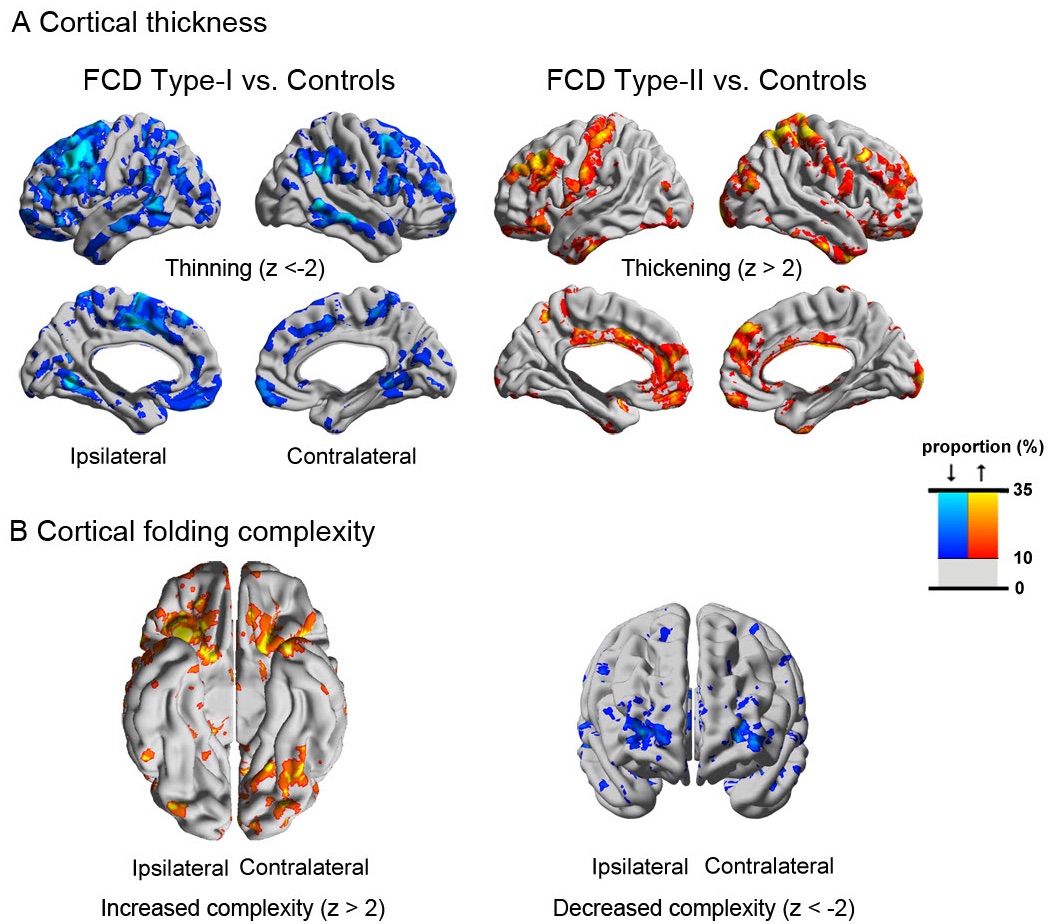 A Cortical thickness
FCD Type-I vs. Controls
FCD Type-II vs. Controls
Thinning (z <-2)
Thickening (z > 2)
Ipsilateral
Contralateral
proportion (%)
↓ ↑
35
10
0
B Cortical folding complexity
Ipsilateral Contralateral
Increased complexity (z > 2)
Ipsilateral Contralateral
Decreased complexity (z < -2)